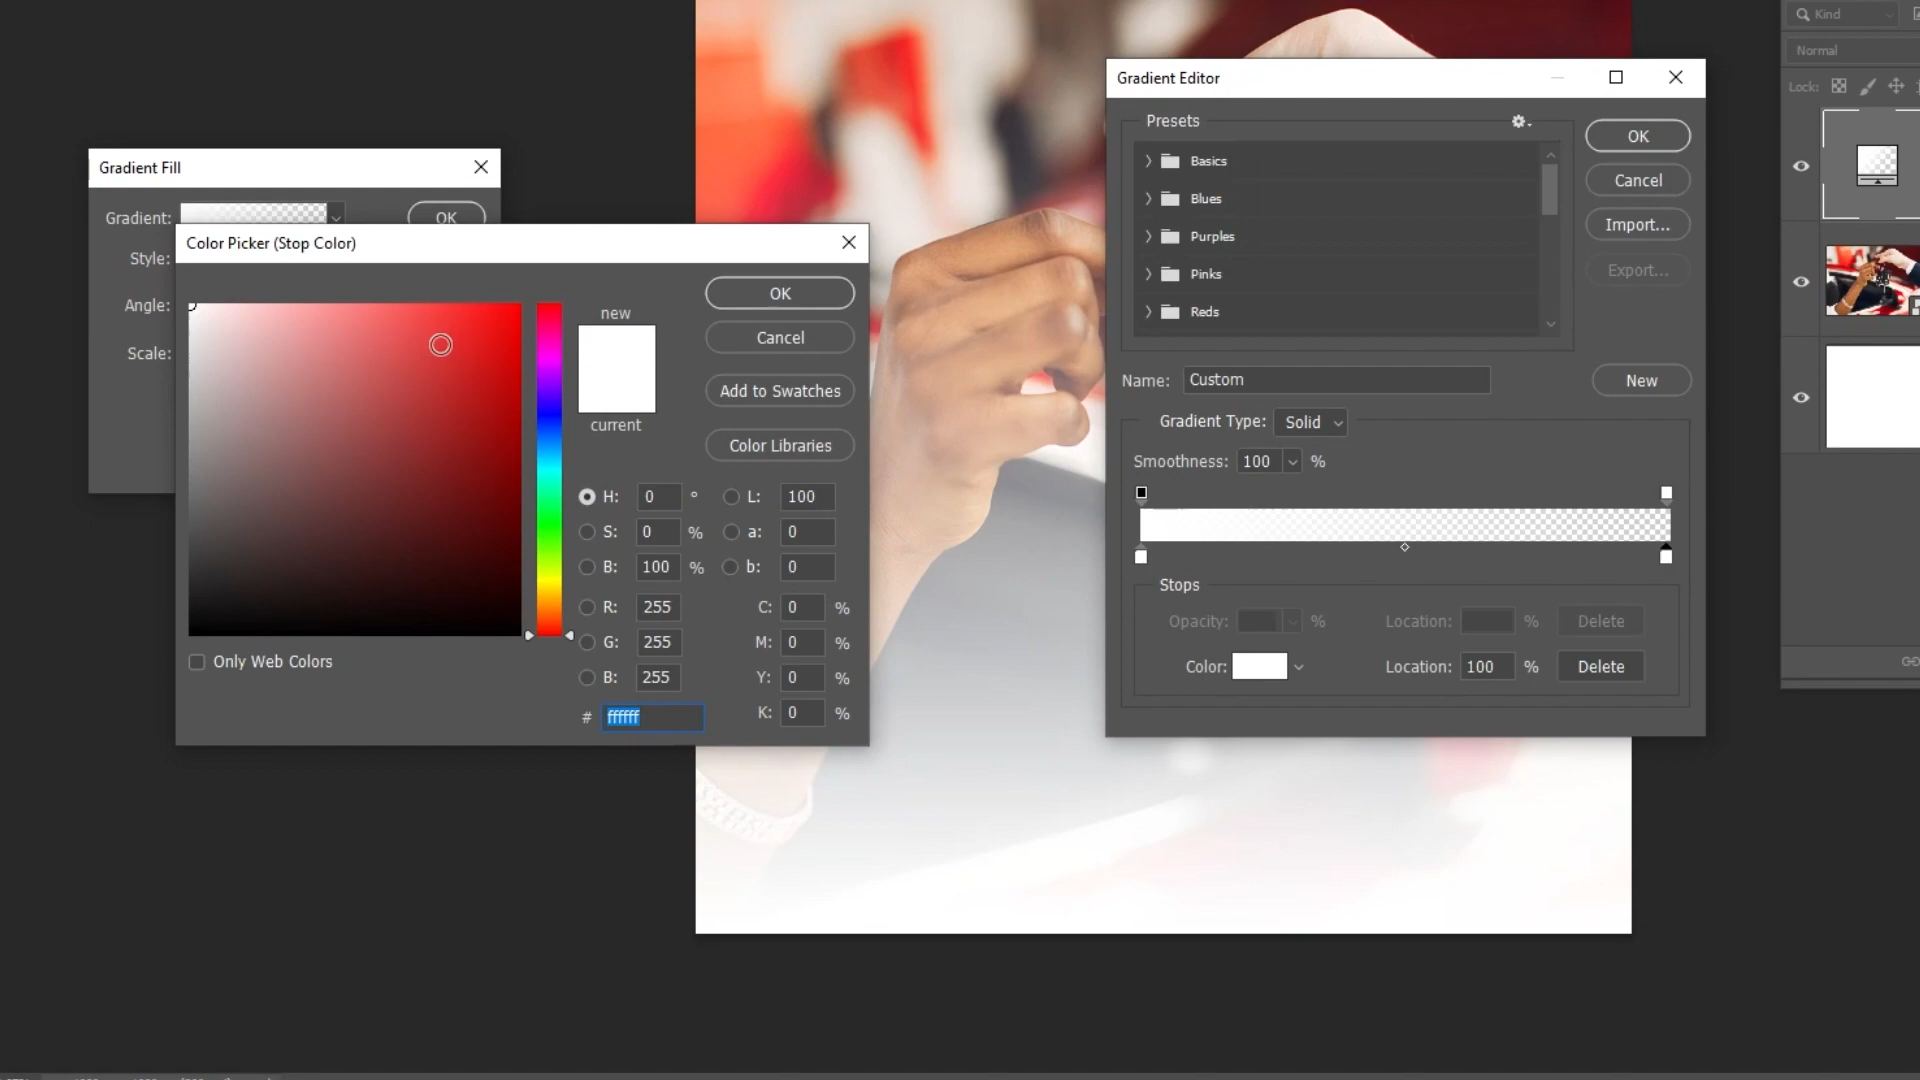 Kind
Normal
Lock:
Gradient Fill
Gradient:
OK
Style:
Angle:
Scale:
Color Picker (Stop Color)
new
current
OK
Cancel
Add to Swatches
Color Libraries
H: 0 °
S: 0 %
B: 100 %
R: 255
G: 255
B: 255
# ffffff
L: 100
a: 0
b: 0
C: 0 %
M: 0 %
Y: 0 %
K: 0 %
Only Web Colors
Gradient Editor
Presets
Basics
Blues
Purples
Pinks
Reds
OK
Cancel
Import...
Export...
Name: Custom
New
Gradient Type: Solid
Smoothness: 100 %
Stops
Opacity: %
Location: %
Delete
Color:
Location: 100 %
Delete